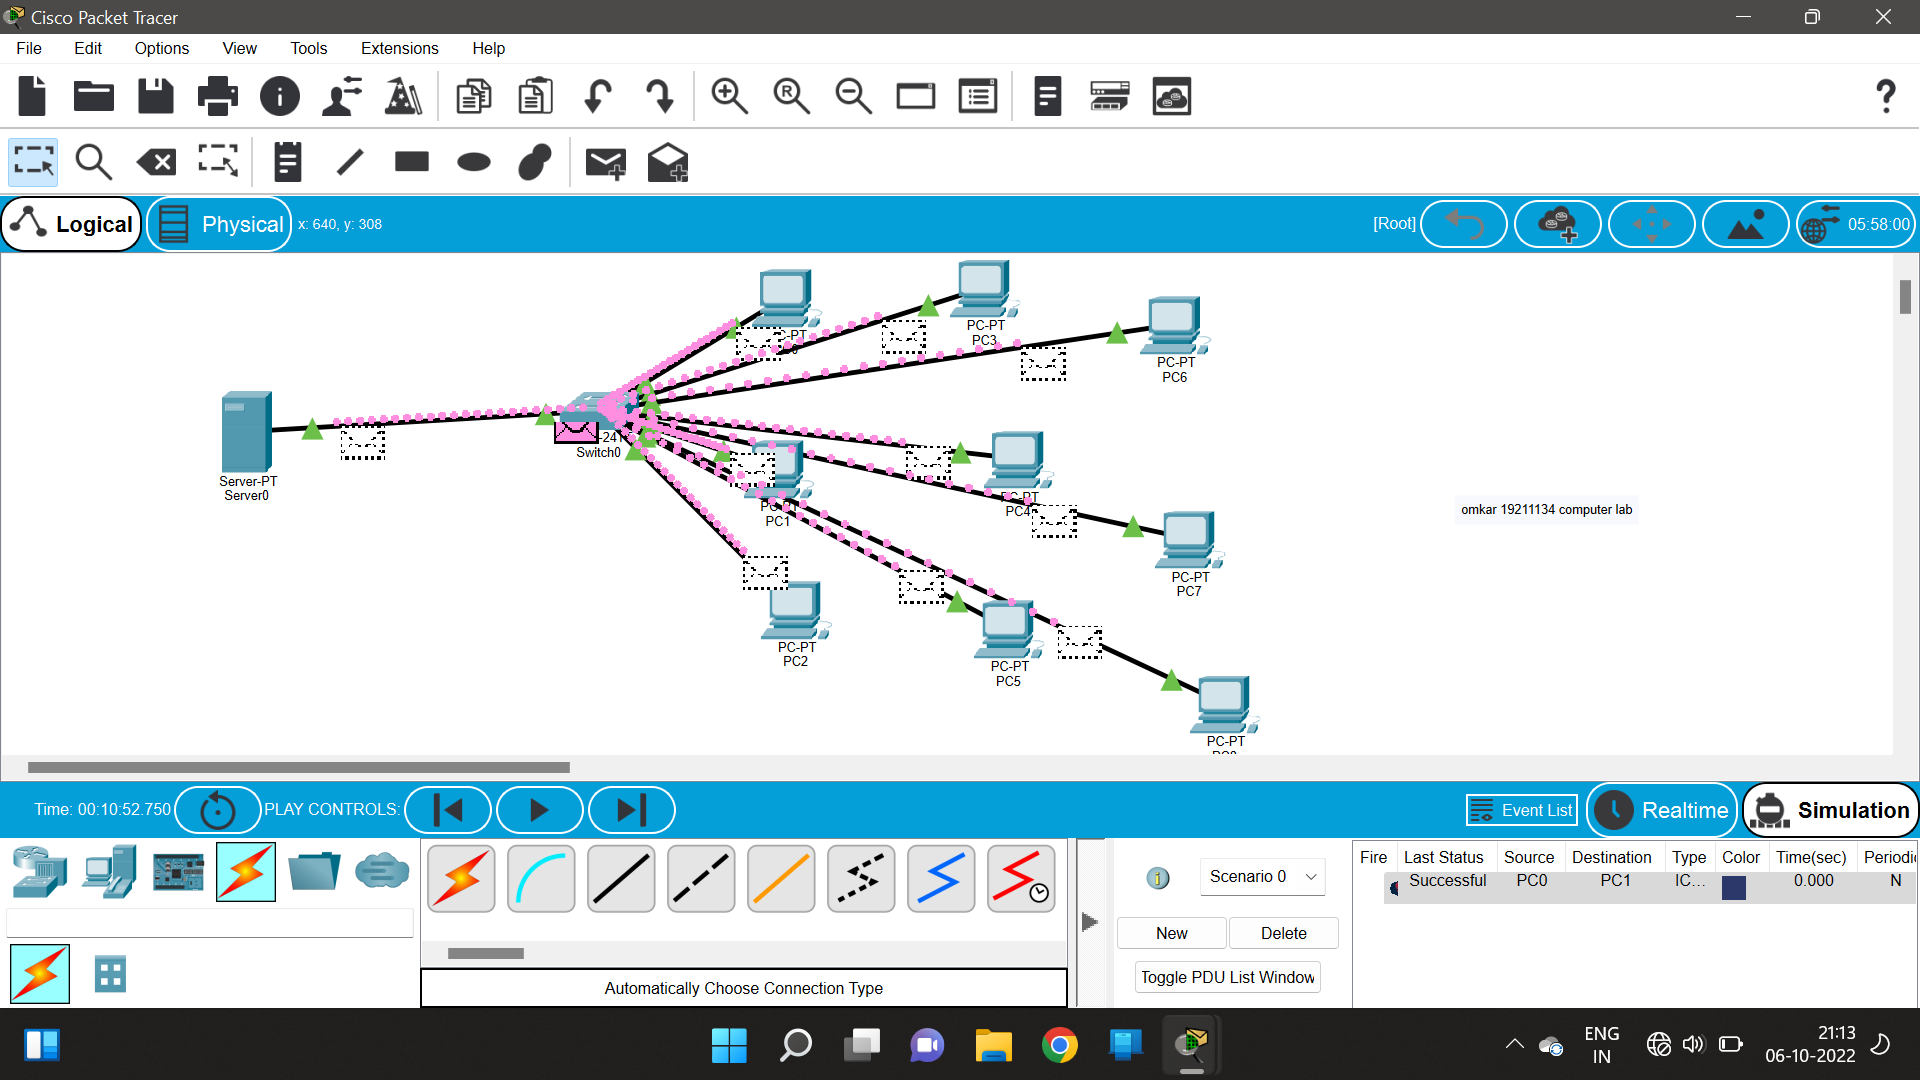 Cisco Packet Tracer
File Edit Options View Tools Extensions Help
Logical Physical x: 640, y: 308 [Root] 05:58:00
PC-PT
PC3
PC-PT
PC6
Server-PT
Server0
Switch0
PC1
PC-PT
PC4
omkar 19211134 computer lab
PC-PT
PC7
PC-PT
PC2
PC-PT
PC5
PC-PT
Time: 00:10:52.750 PLAY CONTROLS: Event List Realtime Simulation
Scenario 0
New Delete
Toggle PDU List Window
Automatically Choose Connection Type
Fire Last Status Source Destination Type Color Time(sec) Periodic
Successful PC0 PC1 IC... 0.000 N
ENG
IN
21:13
06-10-2022